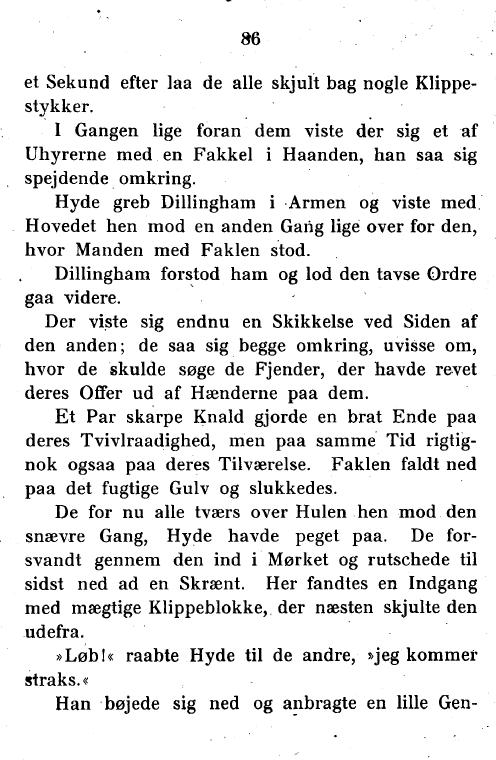 86
et Sekund efter laa de alle skjult bag nogle Klippe-
stykker.
I Gangen lige foran dem viste der sig et af
Uhyrerne med en Fakkel i Haanden, han saa sig
spejdende omkring.
Hyde greb Dillingham i Armen og viste med
Hovedet hen mod en anden Gang lige over for den,
hvor Manden med Faklen stod.
Dillingham forstod ham og lod den tavse Ordre
gaa videre.
Der viste sig endnu en Skikkelse ved Siden af
den anden; de saa sig begge omkring, uvisse om,
hvor de skulde søge de Fjender, der havde revet
deres Offer ud af Hænderne paa dem.
Et Par skarpe Knald gjorde en brat Ende paa
deres Tvivlraadighed, men paa samme Tid rigtig-
nok ogsaa paa deres Tilværelse. Faklen faldt ned
paa det fugtige Gulv og slukkedes.
De for nu alle tværs over Hulen hen mod den
snævre Gang, Hyde havde peget paa. De for-
svandt gennem den ind i Mørket og rutschede til
sidst ned ad en Skrænt. Her fandtes en Indgang
med mægtige Klippeblokke, der næsten skjulte den
udefra.
»Løb!« raabte Hyde til de andre, »jeg kommer
straks.«
Han bøjede sig ned og anbragte en lille Gen-